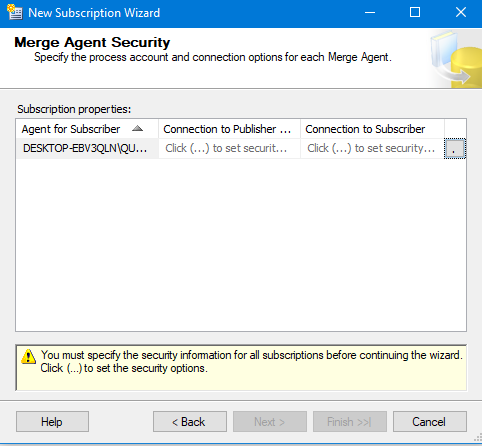 New Subscription Wizard
Merge Agent Security
Specify the process account and connection options for each Merge Agent.
Subscription properties:
Agent for Subscriber Connection to Publisher ... Connection to Subscriber
DESKTOP-EBV3QLN\QU... Click (...) to set securit... Click (...) to set security... .
You must specify the security information for all subscriptions before continuing the wizard.
Click (...) to set the security options.
Help < Back Next > Finish >>| Cancel